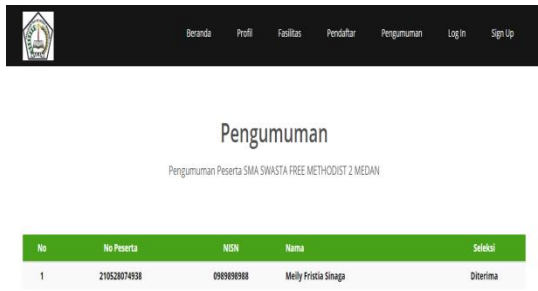 Beranda Profil Fasilitas Pendaftar Pengumuman Log In Sign Up
Pengumuman
Pengumuman Peserta SMA SWASTA FREE METHODIST 2 MEDAN
No No Peserta NISN Nama Seleksi
1 210528074938 0989898988 Meily Fristia Sinaga Diterima